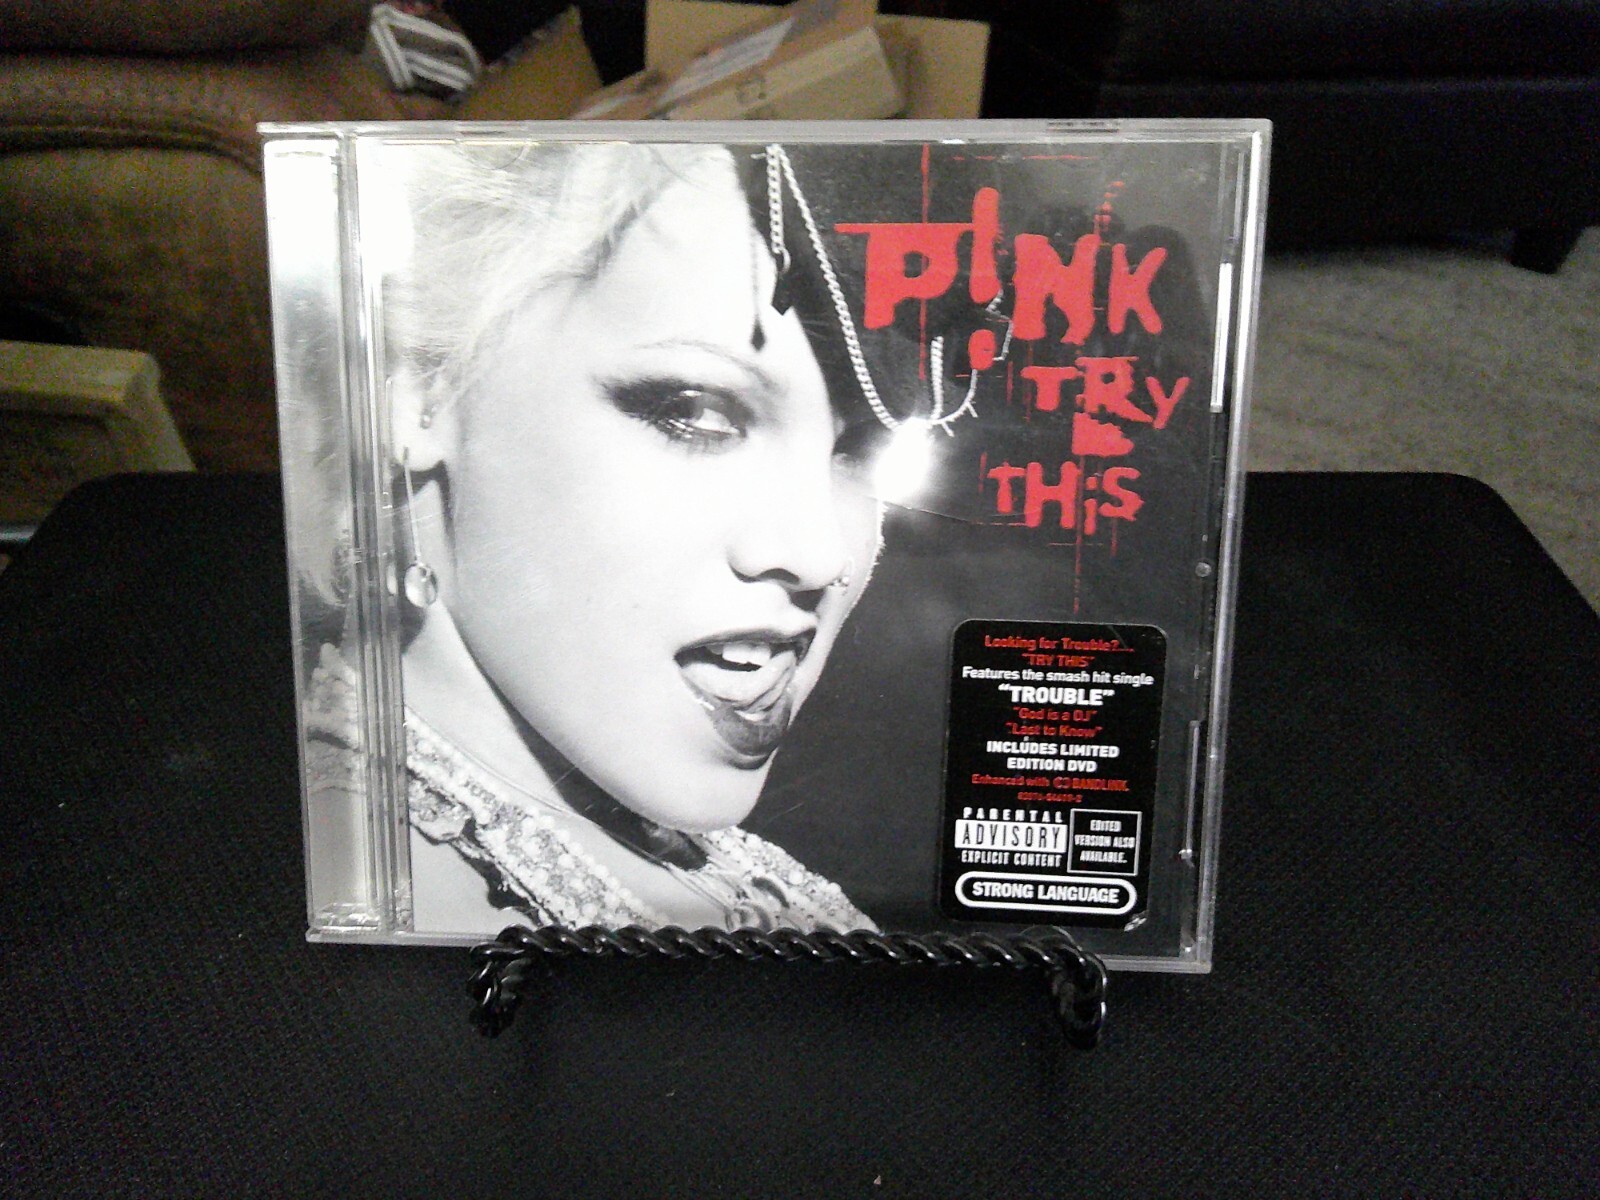 P!NK
TRY
THiS
Looking for Trouble?...
"TRY THIS"
Features the smash hit single
"TROUBLE"
"God is a DJ"
"Last to Know"
INCLUDES LIMITED
EDITION DVD
Enhanced with BANDLINK.
PARENTAL
ADVISORY
EXPLICIT CONTENT
EDITED
VERSION ALSO
AVAILABLE.
STRONG LANGUAGE